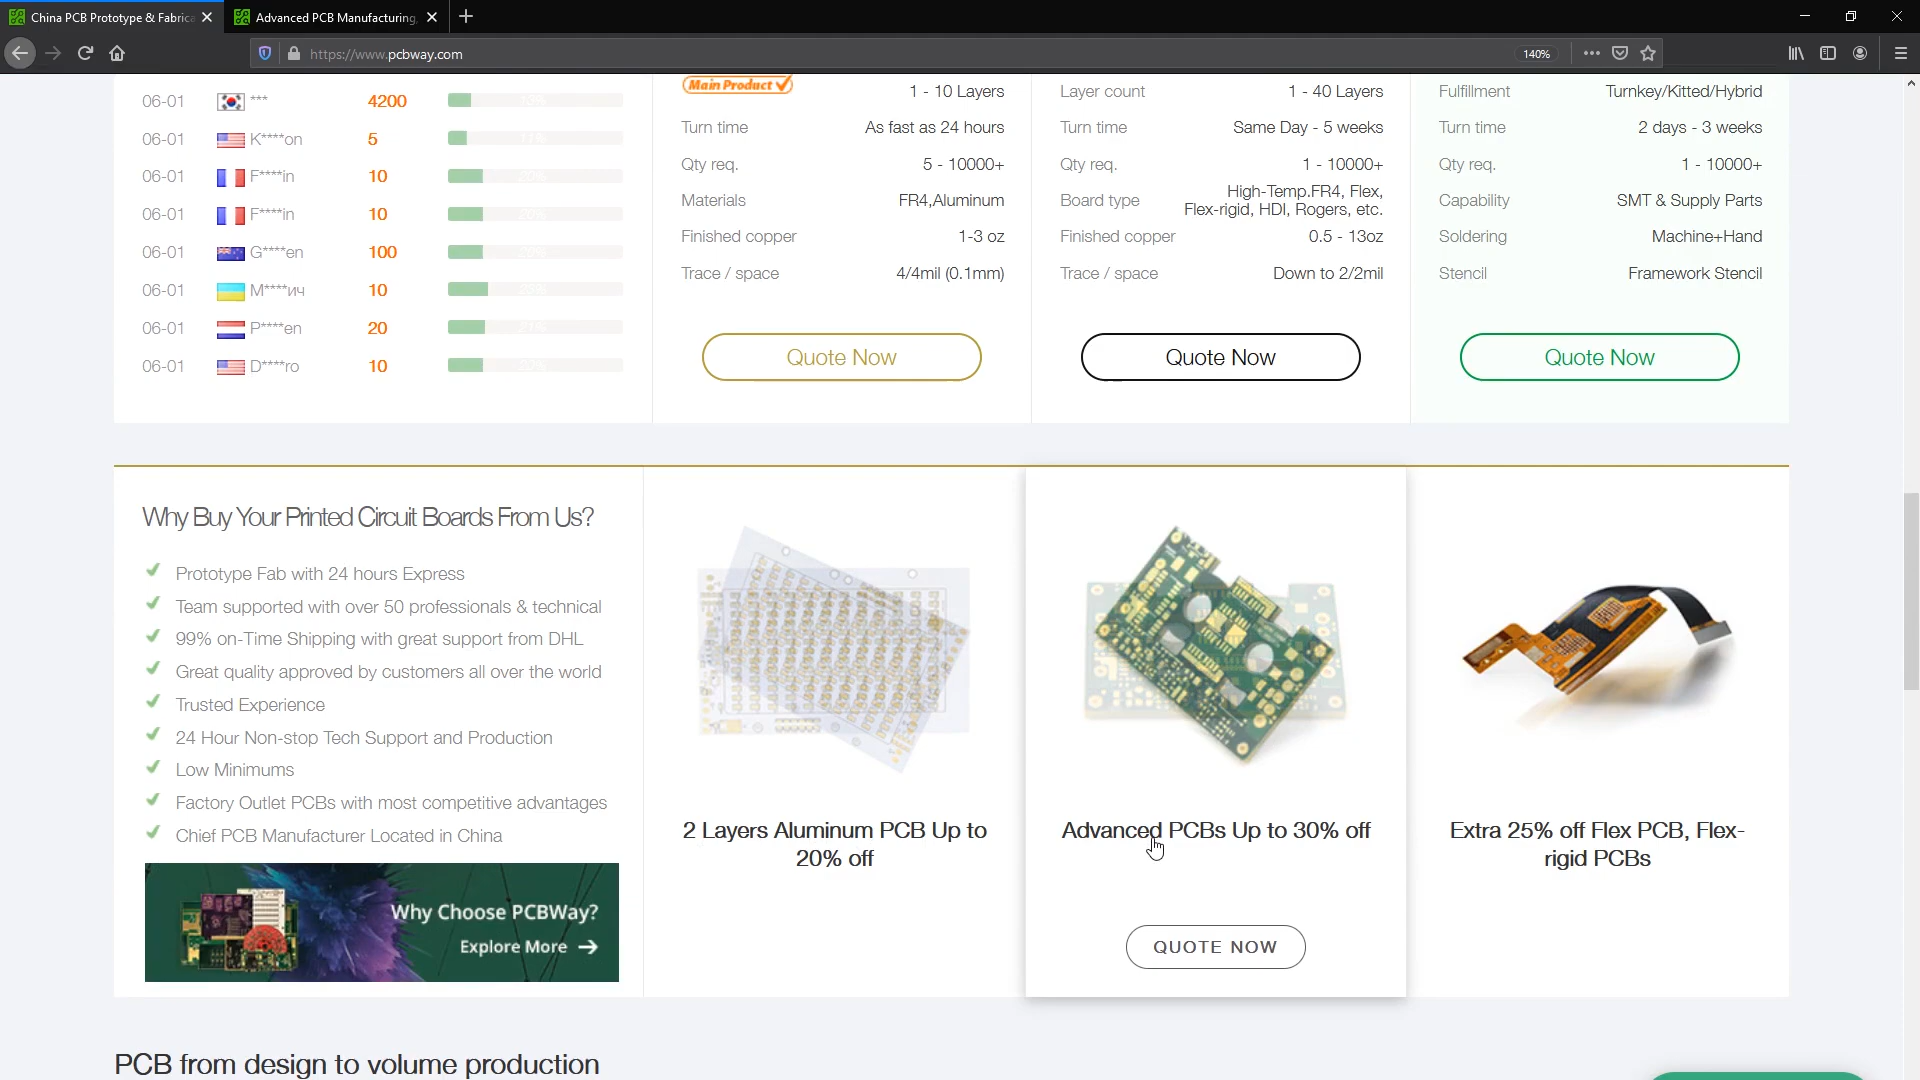 China PCB Prototype & Fabrica
Advanced PCB Manufacturing,
https://www.pcbway.com
140%
06-01 *** 4200
06-01 K****on 5
06-01 F****in 10
06-01 F****in 10
06-01 G****en 100
06-01 M****ич 10
06-01 P****en 20
06-01 D****ro 10
Main Product
1 - 10 Layers
Turn time As fast as 24 hours
Qty req. 5 - 10000+
Materials FR4,Aluminum
Finished copper 1-3 oz
Trace / space 4/4mil (0.1mm)
Quote Now
Layer count 1 - 40 Layers
Turn time Same Day - 5 weeks
Qty req. 1 - 10000+
Board type High-Temp.FR4, Flex,
Flex-rigid, HDI, Rogers, etc.
Finished copper 0.5 - 13oz
Trace / space Down to 2/2mil
Quote Now
Fulfillment Turnkey/Kitted/Hybrid
Turn time 2 days - 3 weeks
Qty req. 1 - 10000+
Capability SMT & Supply Parts
Soldering Machine+Hand
Stencil Framework Stencil
Quote Now
Why Buy Your Printed Circuit Boards From Us?
Prototype Fab with 24 hours Express
Team supported with over 50 professionals & technical
99% on-Time Shipping with great support from DHL
Great quality approved by customers all over the world
Trusted Experience
24 Hour Non-stop Tech Support and Production
Low Minimums
Factory Outlet PCBs with most competitive advantages
Chief PCB Manufacturer Located in China
Why Choose PCBWay?
Explore More →
2 Layers Aluminum PCB Up to
20% off
Advanced PCBs Up to 30% off
QUOTE NOW
Extra 25% off Flex PCB, Flex-
rigid PCBs
PCB from design to volume production